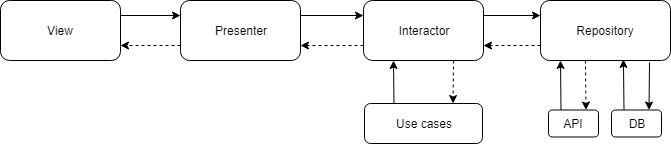 View
Presenter
Interactor
Repository
Use cases
API
DB